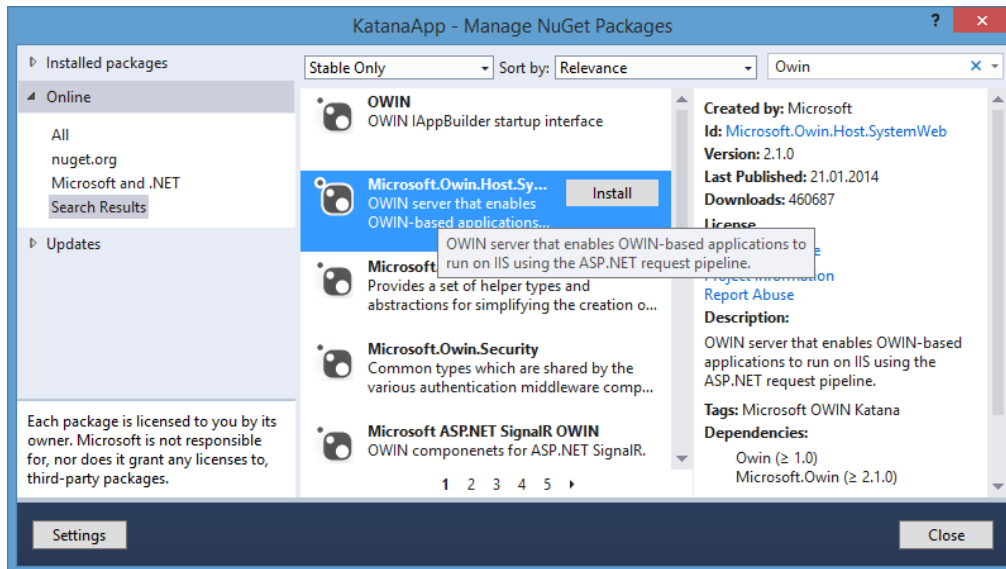 KatanaApp - Manage NuGet Packages
?
Installed packages
Online
All
nuget.org
Microsoft and .NET
Search Results
Updates
Each package is licensed to you by its
owner. Microsoft is not responsible
for, nor does it grant any licenses to,
third-party packages.
Stable Only
Sort by: Relevance
Owin
OWIN
OWIN IAppBuilder startup interface
Microsoft.Owin.Host.Sy...
Install
OWIN server that enables
OWIN-based applications...
OWIN server that enables OWIN-based applications to
run on IIS using the ASP.NET request pipeline.
Microsoft.
Provides a set of helper types and
abstractions for simplifying the creation o...
Microsoft.Owin.Security
Common types which are shared by the
various authentication middleware comp...
Microsoft ASP.NET SignalR OWIN
OWIN componenets for ASP.NET SignalR.
1 2 3 4 5
Created by: Microsoft
Id: Microsoft.Owin.Host.SystemWeb
Version: 2.1.0
Last Published: 21.01.2014
Downloads: 460687
License
Project Information
Report Abuse
Description:
OWIN server that enables OWIN-based
applications to run on IIS using the
ASP.NET request pipeline.
Tags: Microsoft OWIN Katana
Dependencies:
Owin (≥ 1.0)
Microsoft.Owin (≥ 2.1.0)
Settings
Close